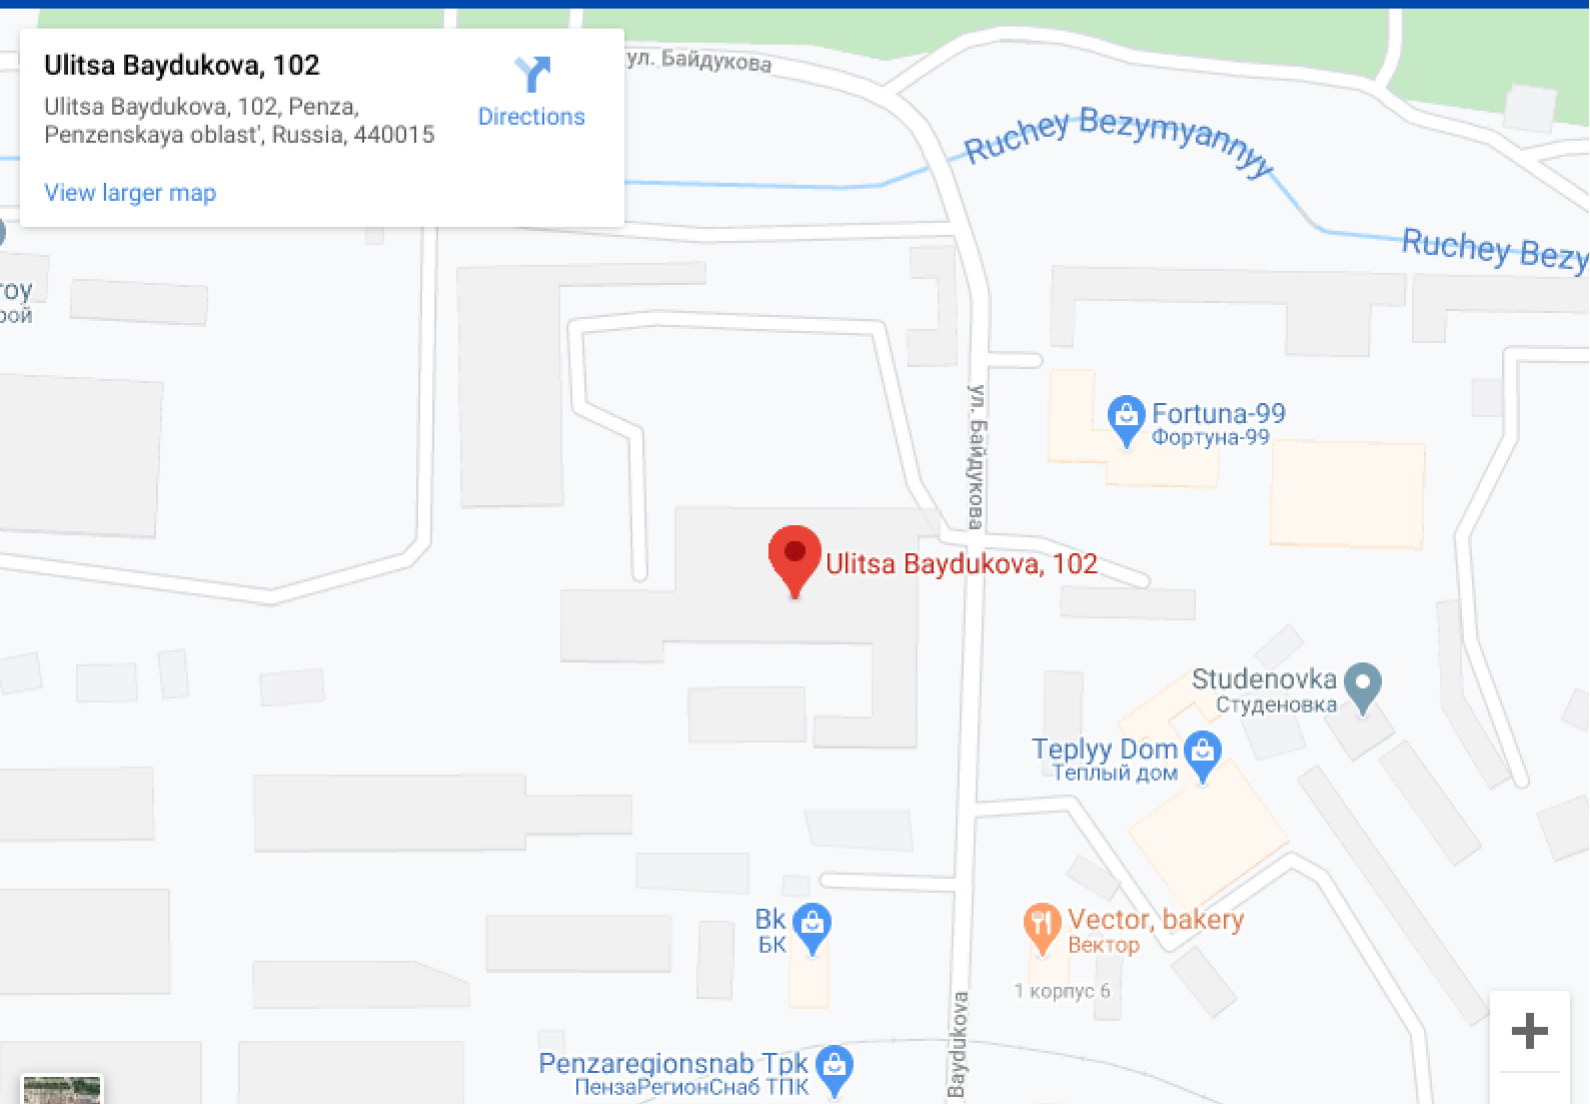 Ulitsa Baydukova, 102
Ulitsa Baydukova, 102, Penza,
Penzenskaya oblast', Russia, 440015
Directions
View larger map
ул. Байдукова
Ruchey Bezymyannyy
Ruchey Bezy
roy
рой
ул. Байдукова
Fortuna-99
Фортуна-99
Ulitsa Baydukova, 102
Studenovka
Студеновка
Teplyy Dom
Теплый дом
Bk
БК
Vector, bakery
Вектор
1 корпус 6
Baydukova
Penzaregionsnab Tpk
ПензаРегионСнаб ТПК